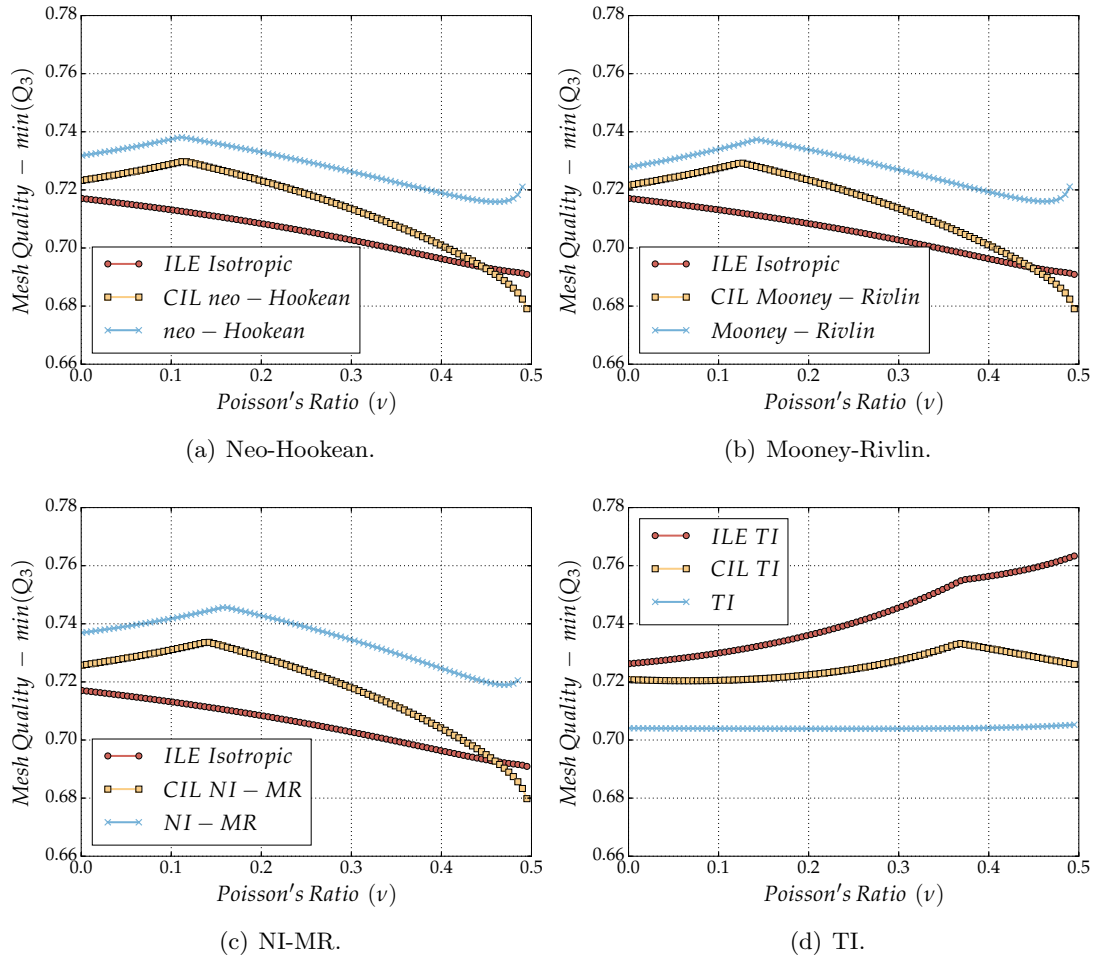 0.78
0.76
0.74
0.72
0.70
0.68
0.66
Mesh Quality − min(Q₃)
ILE Isotropic
CIL neo − Hookean
neo − Hookean
0.0 0.1 0.2 0.3 0.4 0.5
Poisson's Ratio (ν)
(a) Neo-Hookean.
0.78
0.76
0.74
0.72
0.70
0.68
0.66
Mesh Quality − min(Q₃)
ILE Isotropic
CIL Mooney − Rivlin
Mooney − Rivlin
0.0 0.1 0.2 0.3 0.4 0.5
Poisson's Ratio (ν)
(b) Mooney-Rivlin.
0.78
0.76
0.74
0.72
0.70
0.68
0.66
Mesh Quality − min(Q₃)
ILE Isotropic
CIL NI − MR
NI − MR
0.0 0.1 0.2 0.3 0.4 0.5
Poisson's Ratio (ν)
(c) NI-MR.
0.78
0.76
0.74
0.72
0.70
0.68
0.66
Mesh Quality − min(Q₃)
ILE TI
CIL TI
TI
0.0 0.1 0.2 0.3 0.4 0.5
Poisson's Ratio (ν)
(d) TI.